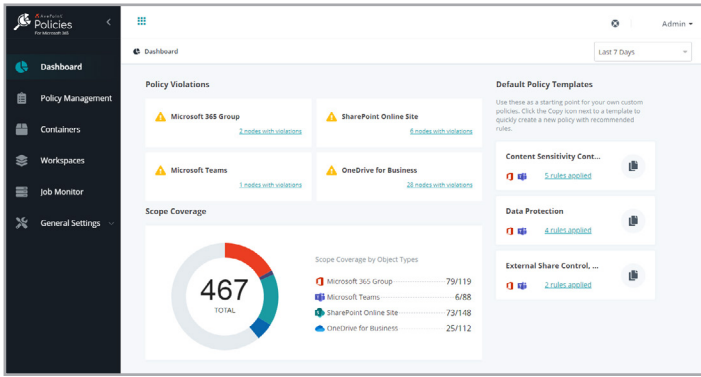 AvePoint
Policies
For Microsoft 365
Dashboard
Policy Management
Containers
Workspaces
Job Monitor
General Settings
Admin
Dashboard
Last 7 Days
Policy Violations
Microsoft 365 Group
2 nodes with violations
SharePoint Online Site
6 nodes with violations
Microsoft Teams
1 nodes with violations
OneDrive for Business
28 nodes with violations
Scope Coverage
467
TOTAL
Scope Coverage by Object Types
Microsoft 365 Group 79/119
Microsoft Teams 6/88
SharePoint Online Site 73/148
OneDrive for Business 25/112
Default Policy Templates
Use these as a starting point for your own custom
policies. Click the Copy icon next to a template to
quickly create a new policy with recommended
rules.
Content Sensitivity Cont...
5 rules applied
Data Protection
4 rules applied
External Share Control, ...
2 rules applied